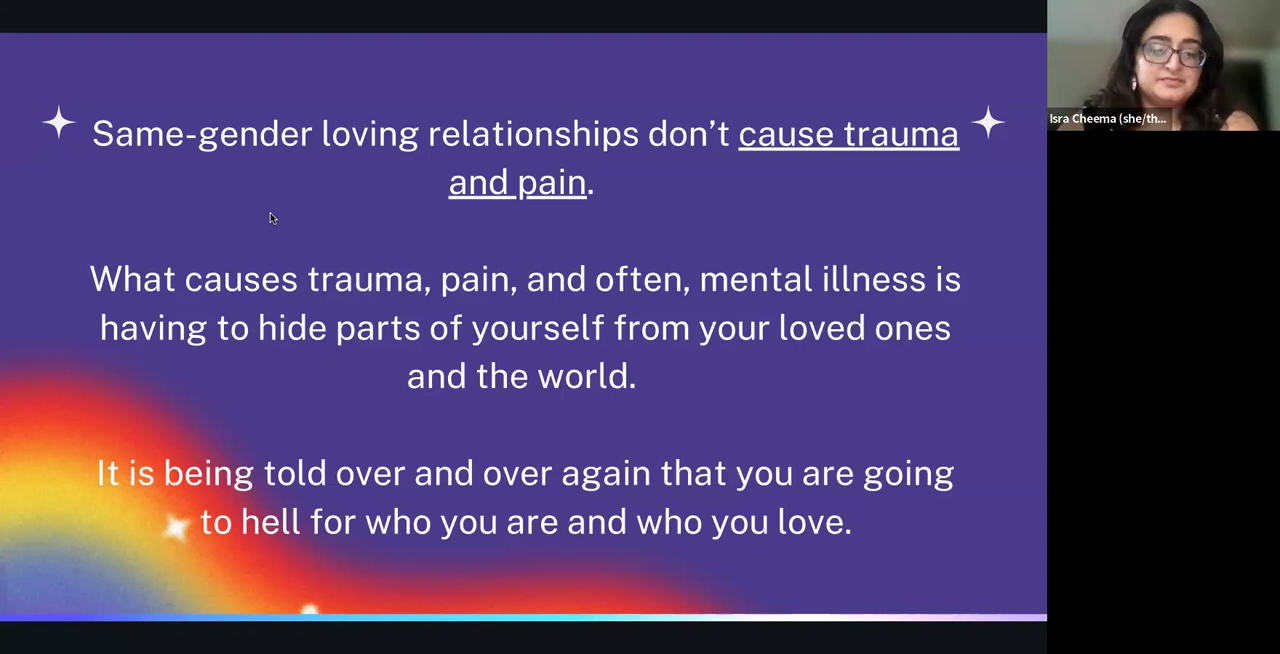 Same-gender loving relationships don’t cause trauma
and pain.
What causes trauma, pain, and often, mental illness is
having to hide parts of yourself from your loved ones
and the world.
It is being told over and over again that you are going
to hell for who you are and who you love.
Isra Cheema (she/th...